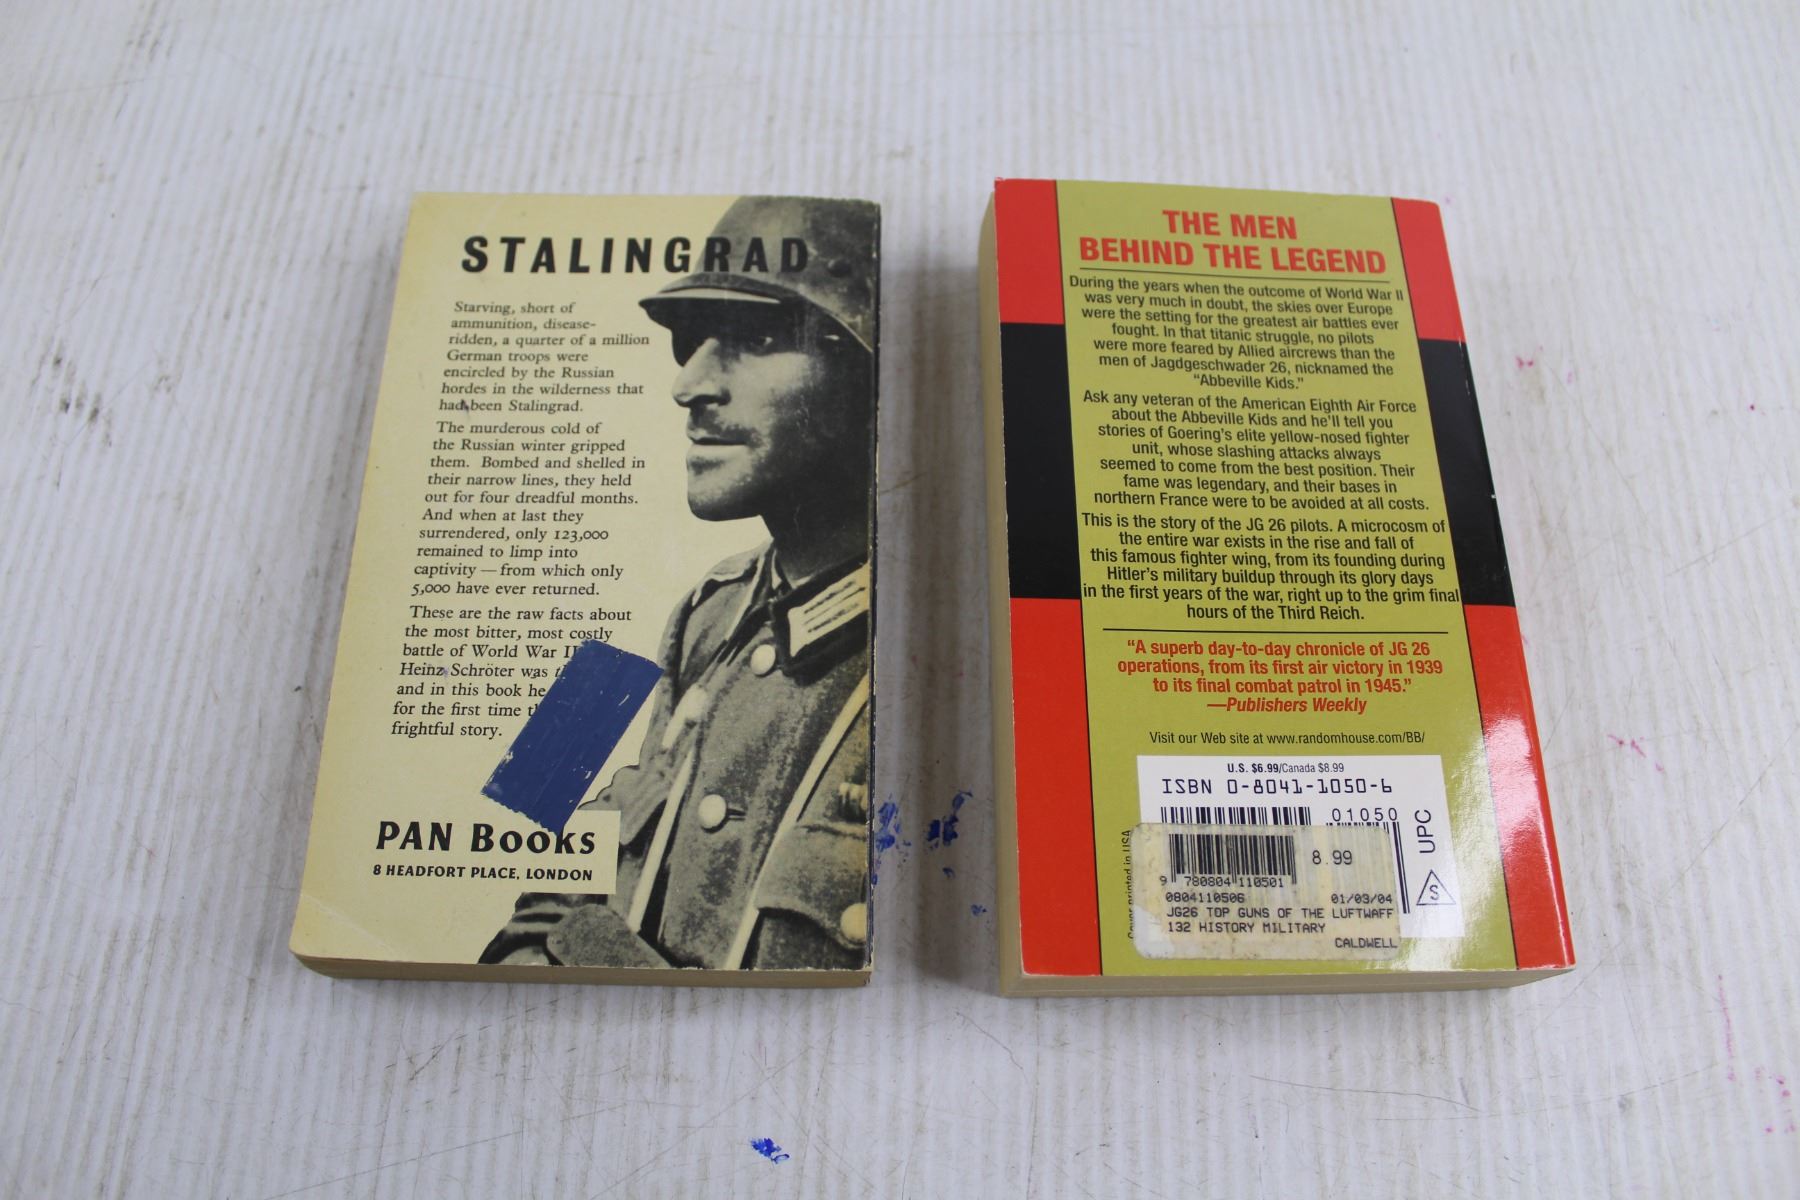 STALINGRAD
Starving, short of
ammunition, disease-
ridden, a quarter of a million
German troops were
encircled by the Russian
hordes in the wilderness that
had been Stalingrad.
The murderous cold of
the Russian winter gripped
them. Bombed and shelled in
their narrow lines, they held
out for four dreadful months.
And when at last they
surrendered, only 123,000
remained to limp into
captivity — from which only
5,000 have ever returned.
These are the raw facts about
the most bitter, most costly
battle of World War II
Heinz Schröter was
and in this book he
for the first time
frightful story.
PAN BOOKS
8 HEADFORT PLACE, LONDON
THE MEN
BEHIND THE LEGEND
During the years when the outcome of World War II
was very much in doubt, the skies over Europe
were the setting for the greatest air battles ever
fought. In that titanic struggle, no pilots
were more feared by Allied aircrews than the
men of Jagdgeschwader 26, nicknamed the
"Abbeville Kids."
Ask any veteran of the American Eighth Air Force
about the Abbeville Kids and he'll tell you
stories of Goering's elite yellow-nosed fighter
unit, whose slashing attacks always
seemed to come from the best position. Their
fame was legendary, and their bases in
northern France were to be avoided at all costs.
This is the story of the JG 26 pilots. A microcosm of
the entire war exists in the rise and fall of
this famous fighter wing, from its founding during
Hitler's military buildup through its glory days
in the first years of the war, right up to the grim final
hours of the Third Reich.
"A superb day-to-day chronicle of JG 26
operations, from its first air victory in 1939
to its final combat patrol in 1945."
—Publishers Weekly
Visit our Web site at www.randomhouse.com/BB/
U.S. $6.99/Canada $8.99
ISBN 0-8041-1050-6
01050
UPC
S
printed in USA
8.99
9 780804 110501
0804110506 01/03/04
JG26 TOP GUNS OF THE LUFTWAFF
132 HISTORY MILITARY
CALDWELL